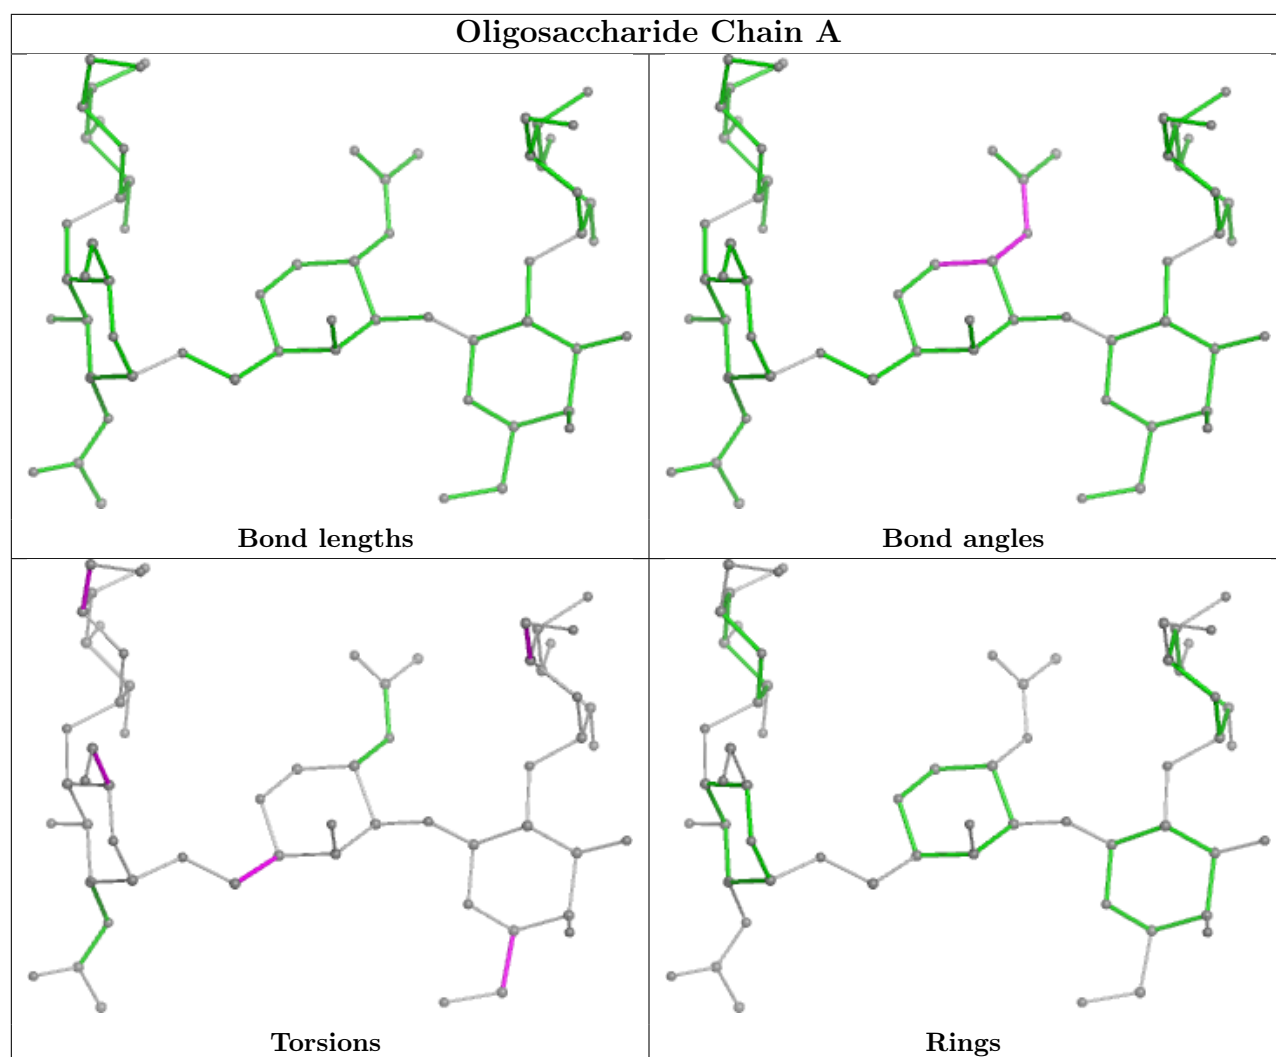 Oligosaccharide Chain A
Bond lengths
Bond angles
Torsions
Rings